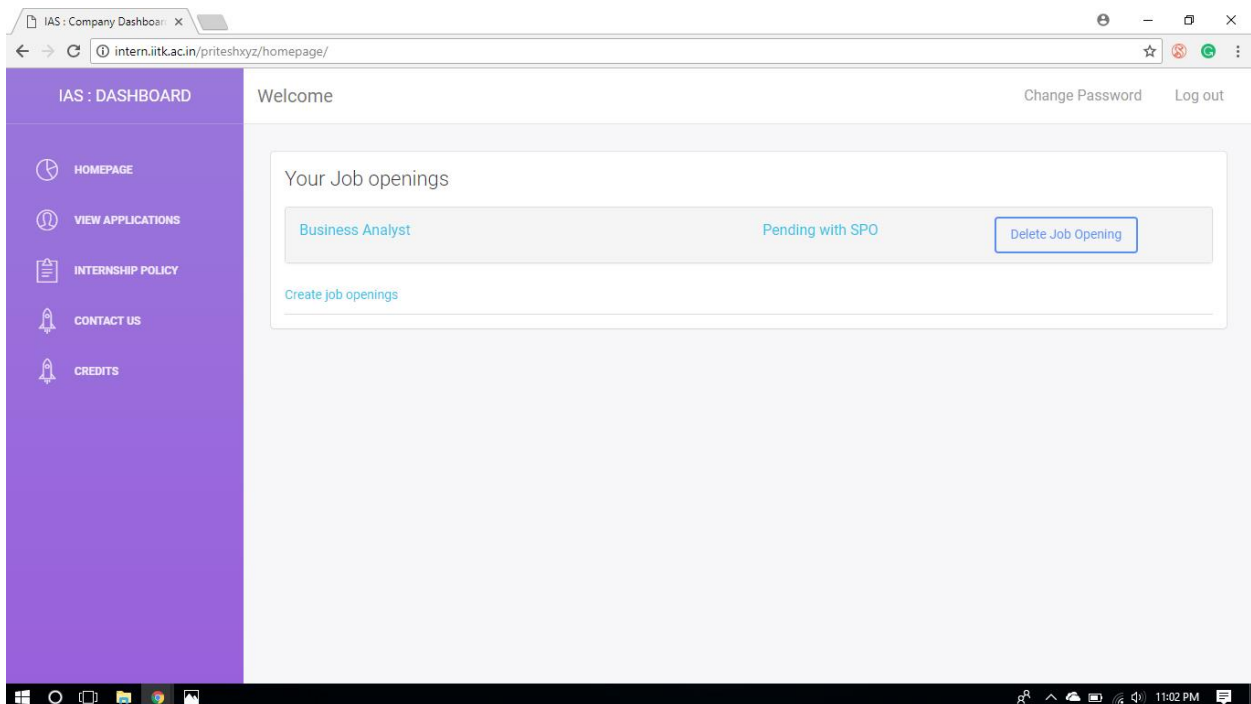 IAS : Company Dashboar
intern.iitk.ac.in/priteshxyz/homepage/
IAS : DASHBOARD
Welcome
Change Password
Log out
HOMEPAGE
VIEW APPLICATIONS
INTERNSHIP POLICY
CONTACT US
CREDITS
Your Job openings
Business Analyst
Pending with SPO
Delete Job Opening
Create job openings
11:02 PM